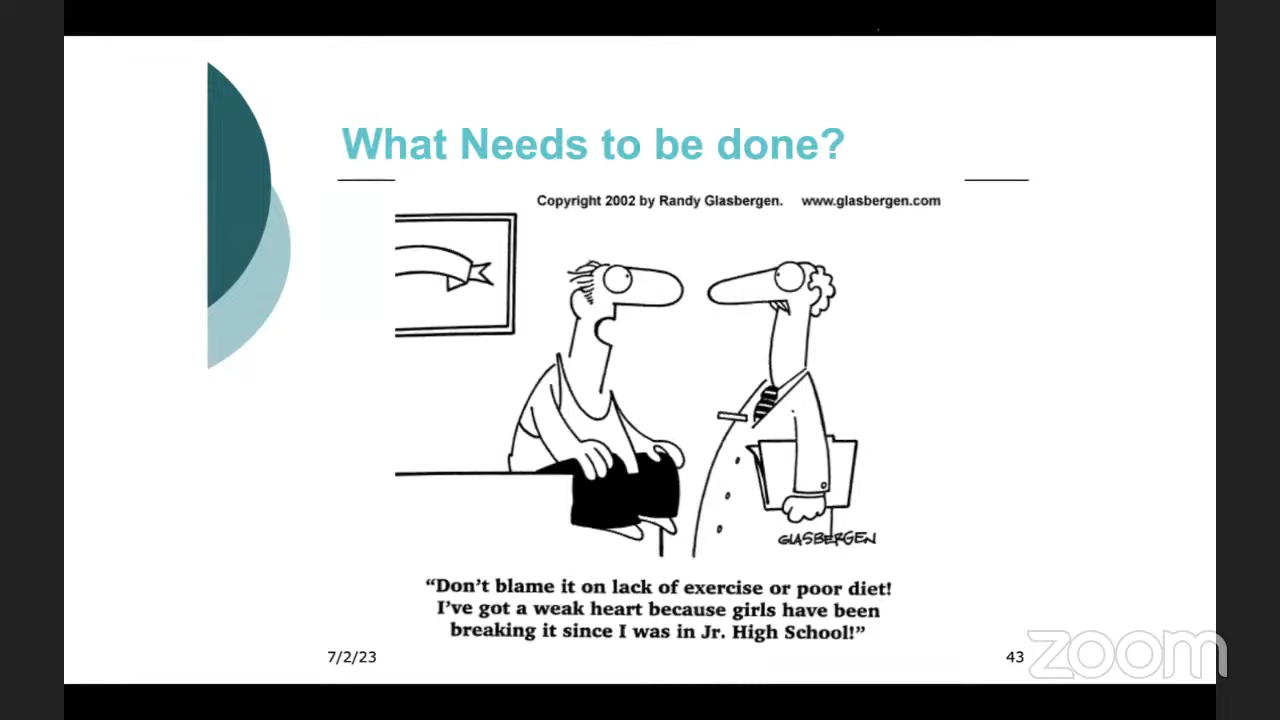 What Needs to be done?
Copyright 2002 by Randy Glasbergen. www.glasbergen.com
GLASBERGEN
“Don’t blame it on lack of exercise or poor diet!
I’ve got a weak heart because girls have been
breaking it since I was in Jr. High School!”
7/2/23
43
zoom